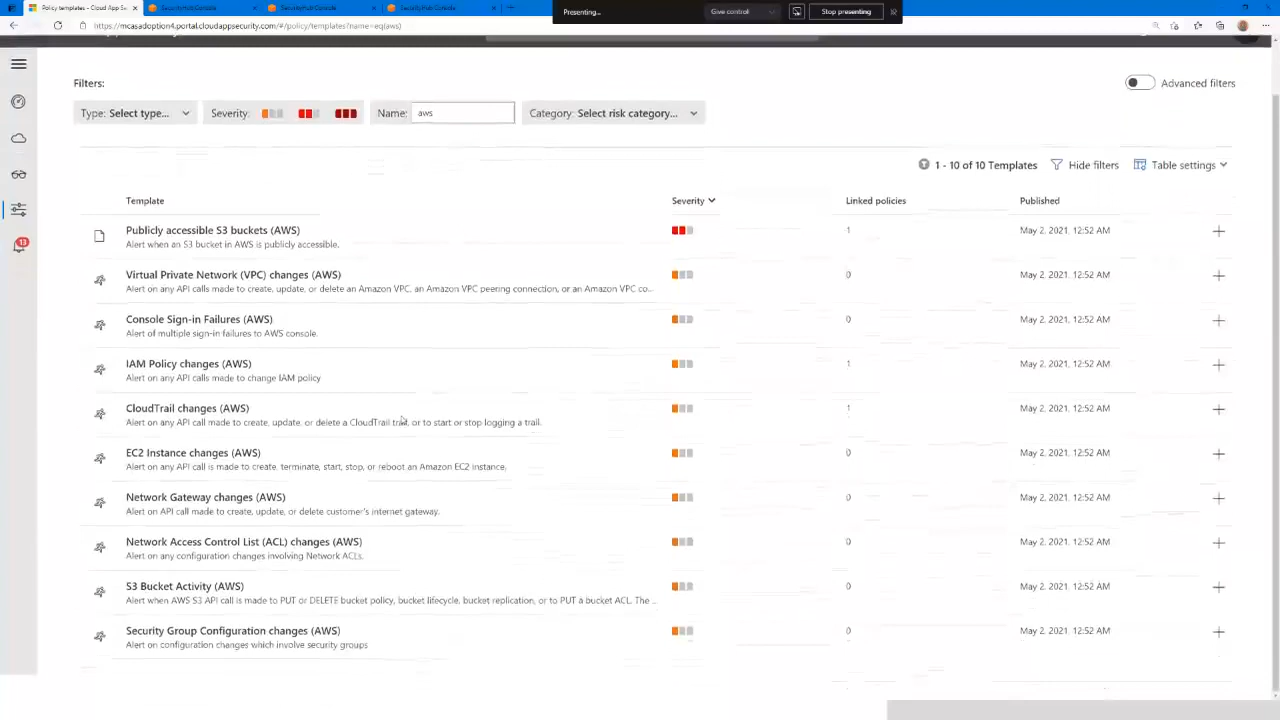 Policy templates - Cloud App Se
SecurityHubConsole
SecurityHubConsole
SecurityHubConsole
Presenting...
Give control
Stop presenting
https://mcasadoption4.portal.cloudappsecurity.com/#/policy/templates?name=eq(aws)
Filters:
Advanced filters
Type: Select type...
Severity:
Name:
aws
Category: Select risk category...
1 - 10 of 10 Templates
Hide filters
Table settings
Template
Severity
Linked policies
Published
Publicly accessible S3 buckets (AWS)
Alert when an S3 bucket in AWS is publicly accessible.
1
May 2, 2021, 12:52 AM
Virtual Private Network (VPC) changes (AWS)
Alert on any API calls made to create, update, or delete an Amazon VPC, an Amazon VPC peering connection, or an Amazon VPC co...
0
May 2, 2021, 12:52 AM
Console Sign-in Failures (AWS)
Alert of multiple sign-in failures to AWS console.
0
May 2, 2021, 12:52 AM
IAM Policy changes (AWS)
Alert on any API calls made to change IAM policy
1
May 2, 2021, 12:52 AM
CloudTrail changes (AWS)
Alert on any API call made to create, update, or delete a CloudTrail trail, or to start or stop logging a trail.
1
May 2, 2021, 12:52 AM
EC2 Instance changes (AWS)
Alert on any API call is made to create, terminate, start, stop, or reboot an Amazon EC2 instance.
0
May 2, 2021, 12:52 AM
Network Gateway changes (AWS)
Alert on API call made to create, update, or delete customer's internet gateway.
0
May 2, 2021, 12:52 AM
Network Access Control List (ACL) changes (AWS)
Alert on any configuration changes involving Network ACLs.
0
May 2, 2021, 12:52 AM
S3 Bucket Activity (AWS)
Alert when AWS S3 API call is made to PUT or DELETE bucket policy, bucket lifecycle, bucket replication, or to PUT a bucket ACL. The ...
0
May 2, 2021, 12:52 AM
Security Group Configuration changes (AWS)
Alert on configuration changes which involve security groups
0
May 2, 2021, 12:52 AM